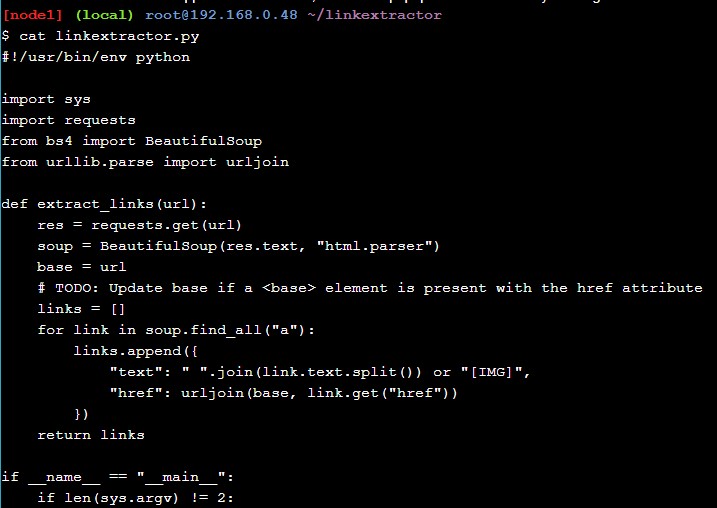 [node1] (local) root@192.168.0.48 ~/linkextractor
$ cat linkextractor.py
#!/usr/bin/env python

import sys
import requests
from bs4 import BeautifulSoup
from urllib.parse import urljoin

def extract_links(url):
    res = requests.get(url)
    soup = BeautifulSoup(res.text, "html.parser")
    base = url
    # TODO: Update base if a <base> element is present with the href attribute
    links = []
    for link in soup.find_all("a"):
        links.append({
            "text": " ".join(link.text.split()) or "[IMG]",
            "href": urljoin(base, link.get("href"))
        })
    return links

if __name__ == "__main__":
    if len(sys.argv) != 2: